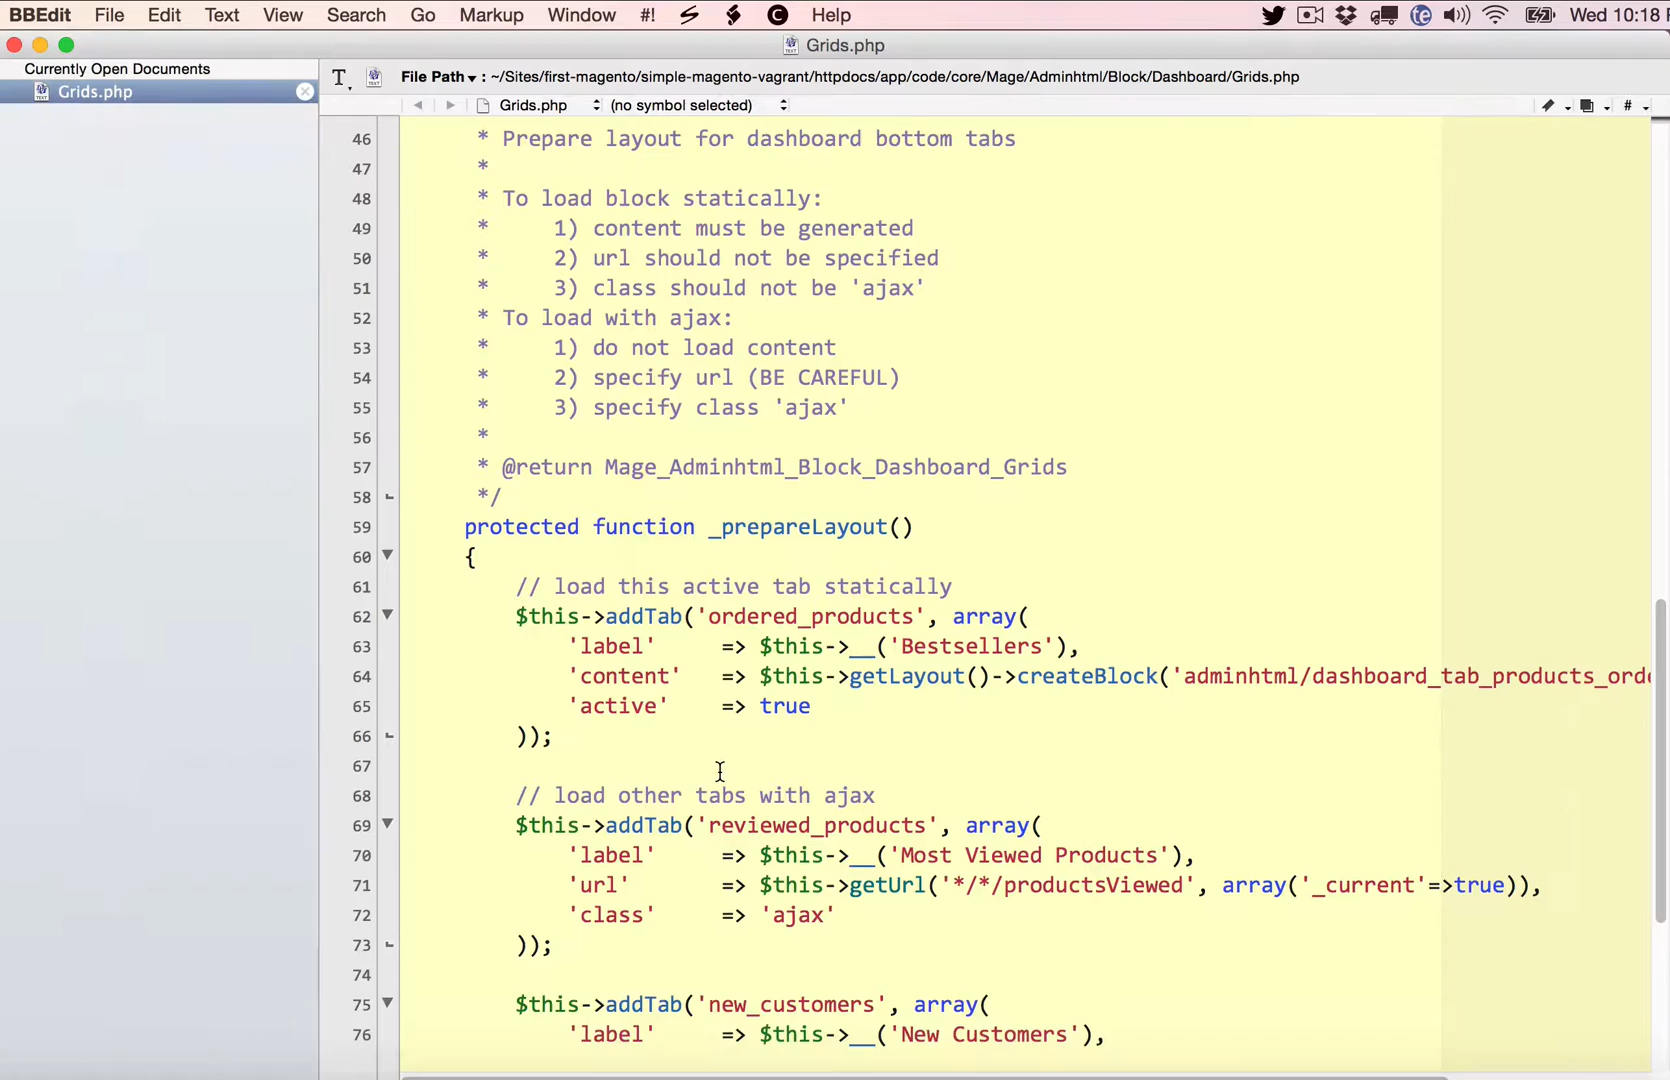 BBEdit File Edit Text View Search Go Markup Window #! Help Wed 10:18
Grids.php
Currently Open Documents
Grids.php
File Path : ~/Sites/first-magento/simple-magento-vagrant/httpdocs/app/code/core/Mage/Adminhtml/Block/Dashboard/Grids.php
Grids.php (no symbol selected) #
46 * Prepare layout for dashboard bottom tabs
47 *
48 * To load block statically:
49 * 1) content must be generated
50 * 2) url should not be specified
51 * 3) class should not be 'ajax'
52 * To load with ajax:
53 * 1) do not load content
54 * 2) specify url (BE CAREFUL)
55 * 3) specify class 'ajax'
56 *
57 * @return Mage_Adminhtml_Block_Dashboard_Grids
58 */
59 protected function _prepareLayout()
60 {
61 // load this active tab statically
62 $this->addTab('ordered_products', array(
63 'label' => $this->__('Bestsellers'),
64 'content' => $this->getLayout()->createBlock('adminhtml/dashboard_tab_products_orde
65 'active' => true
66 ));
67
68 // load other tabs with ajax
69 $this->addTab('reviewed_products', array(
70 'label' => $this->__('Most Viewed Products'),
71 'url' => $this->getUrl('*/*/productsViewed', array('_current'=>true)),
72 'class' => 'ajax'
73 ));
74
75 $this->addTab('new_customers', array(
76 'label' => $this->__('New Customers'),